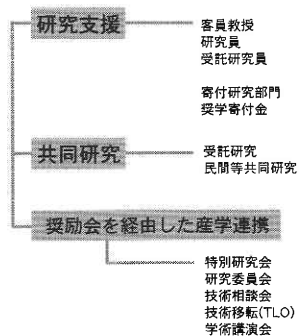 研究支援
客員教授
研究員
受託研究員
寄付研究部門
奨学寄付金
共同研究
受託研究
民間等共同研究
奨励会を経由した産学連携
特別研究会
研究委員会
技術相談会
技術移転(TLO)
学術講演会